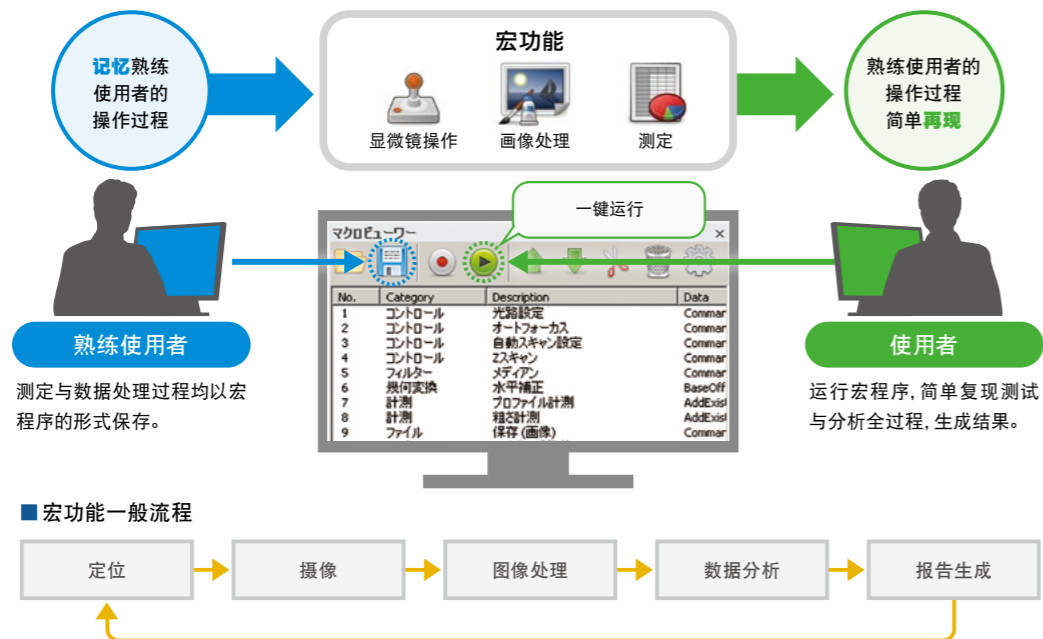 记忆熟练
使用者的
操作过程
宏功能
显微镜操作
画像处理
测定
熟练使用者的
操作过程
简单再现
一键运行
マクロビューワー
×
No. Category Description Data
1 コントロール 光路設定 Commar
2 コントロール オートフォーカス Commar
3 コントロール 自動スキャン設定 Commar
4 コントロール Zスキャン Commar
5 フィルター メディアン Commar
6 幾何変換 水平補正 BaseOff
7 計測 プロファイル計測 AddExist
8 計測 粗さ計測 AddExist
9 ファイル 保存(画像) Commar
熟练使用者
测定与数据处理过程均以宏
程序的形式保存。
使用者
运行宏程序,简单复现测试
与分析全过程,生成结果。
■ 宏功能一般流程
定位
摄像
图像处理
数据分析
报告生成